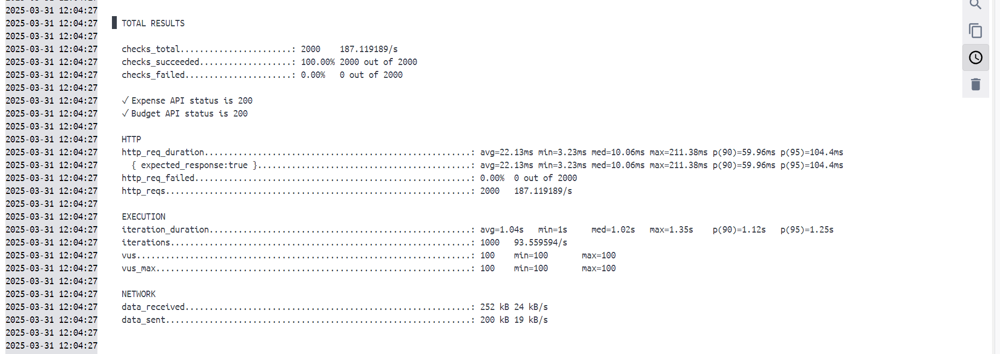 2025-03-31 12:04:27
2025-03-31 12:04:27 TOTAL RESULTS
2025-03-31 12:04:27
2025-03-31 12:04:27 checks_total.......................: 2000    187.119189/s
2025-03-31 12:04:27 checks_succeeded...................: 100.00% 2000 out of 2000
2025-03-31 12:04:27 checks_failed......................: 0.00%   0 out of 2000
2025-03-31 12:04:27
2025-03-31 12:04:27 ✓ Expense API status is 200
2025-03-31 12:04:27 ✓ Budget API status is 200
2025-03-31 12:04:27
2025-03-31 12:04:27 HTTP
2025-03-31 12:04:27 http_req_duration.......................................................: avg=22.13ms min=3.23ms med=10.06ms max=211.38ms p(90)=59.96ms p(95)=104.4ms
2025-03-31 12:04:27   { expected_response:true }............................................: avg=22.13ms min=3.23ms med=10.06ms max=211.38ms p(90)=59.96ms p(95)=104.4ms
2025-03-31 12:04:27 http_req_failed.........................................................: 0.00%  0 out of 2000
2025-03-31 12:04:27 http_reqs...............................................................: 2000   187.119189/s
2025-03-31 12:04:27
2025-03-31 12:04:27 EXECUTION
2025-03-31 12:04:27 iteration_duration......................................................: avg=1.04s   min=1s     med=1.02s   max=1.35s    p(90)=1.12s   p(95)=1.25s
2025-03-31 12:04:27 iterations..............................................................: 1000   93.559594/s
2025-03-31 12:04:27 vus.....................................................................: 100    min=100       max=100
2025-03-31 12:04:27 vus_max.................................................................: 100    min=100       max=100
2025-03-31 12:04:27
2025-03-31 12:04:27 NETWORK
2025-03-31 12:04:27 data_received...........................................................: 252 kB 24 kB/s
2025-03-31 12:04:27 data_sent...............................................................: 200 kB 19 kB/s
2025-03-31 12:04:27
2025-03-31 12:04:27